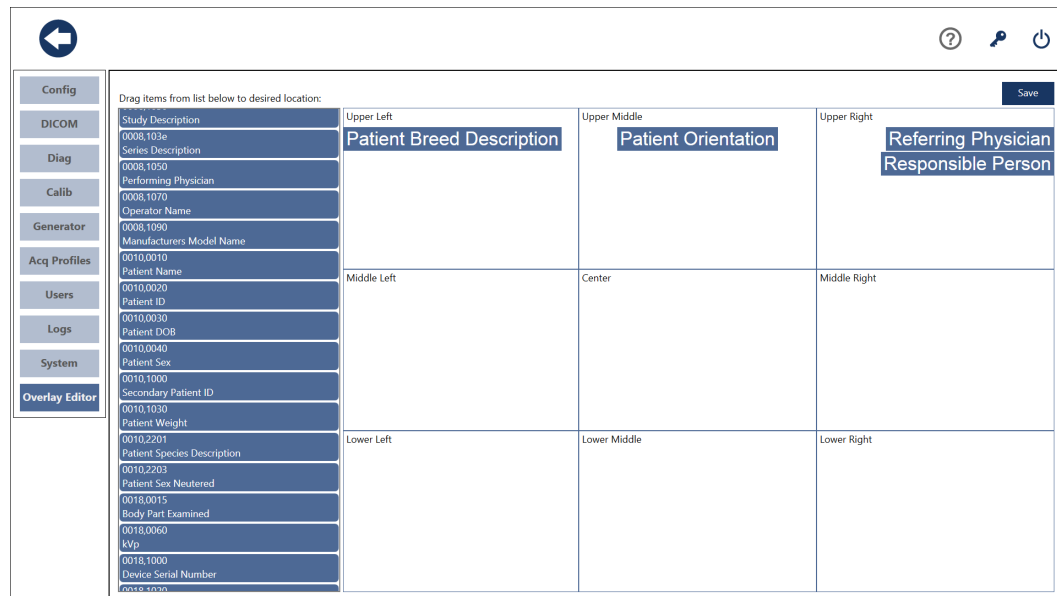 ?
Config
DICOM
Diag
Calib
Generator
Acq Profiles
Users
Logs
System
Overlay Editor
Drag items from list below to desired location:
Save
Study Description
0008,103e
Series Description
0008,1050
Performing Physician
0008,1070
Operator Name
0008,1090
Manufacturers Model Name
0010,0010
Patient Name
0010,0020
Patient ID
0010,0030
Patient DOB
0010,0040
Patient Sex
0010,1000
Secondary Patient ID
0010,1030
Patient Weight
0010,2201
Patient Species Description
0010,2203
Patient Sex Neutered
0018,0015
Body Part Examined
0018,0060
kVp
0018,1000
Device Serial Number
0018,1020
Upper Left
Patient Breed Description
Upper Middle
Patient Orientation
Upper Right
Referring Physician
Responsible Person
Middle Left
Center
Middle Right
Lower Left
Lower Middle
Lower Right